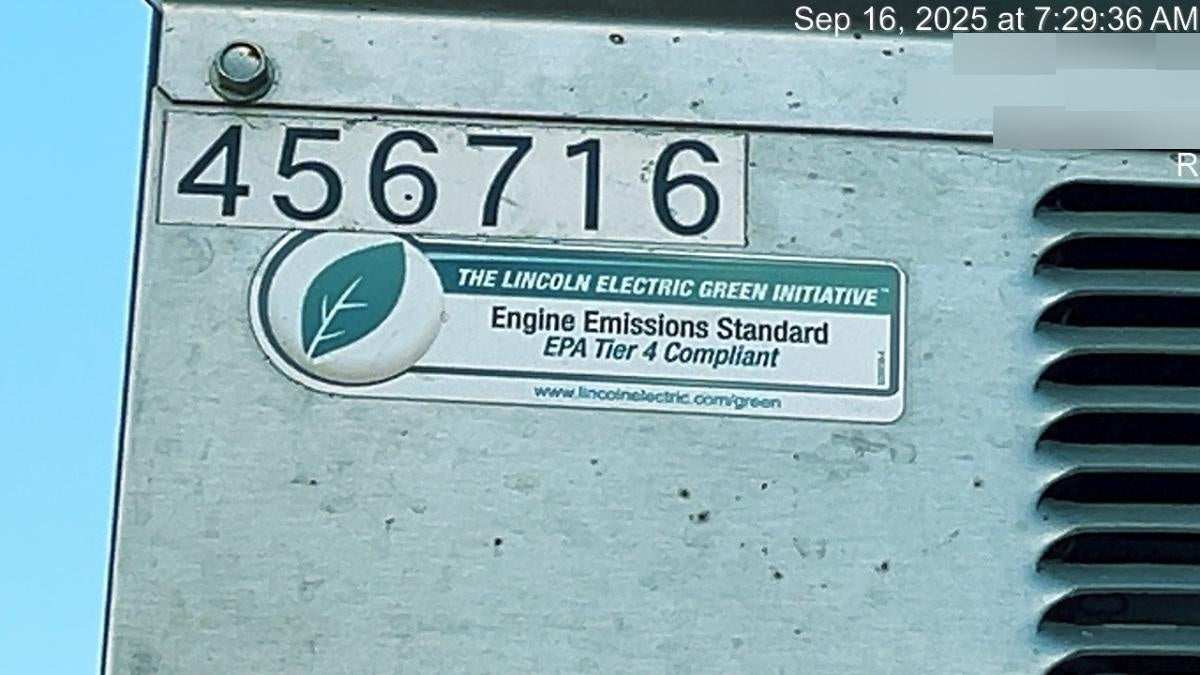 Sep 16, 2025 at 7:29:36 AM
R
456716
THE LINCOLN ELECTRIC GREEN INITIATIVE™
Engine Emissions Standard
EPA Tier 4 Compliant
www.lincolnelectric.com/green